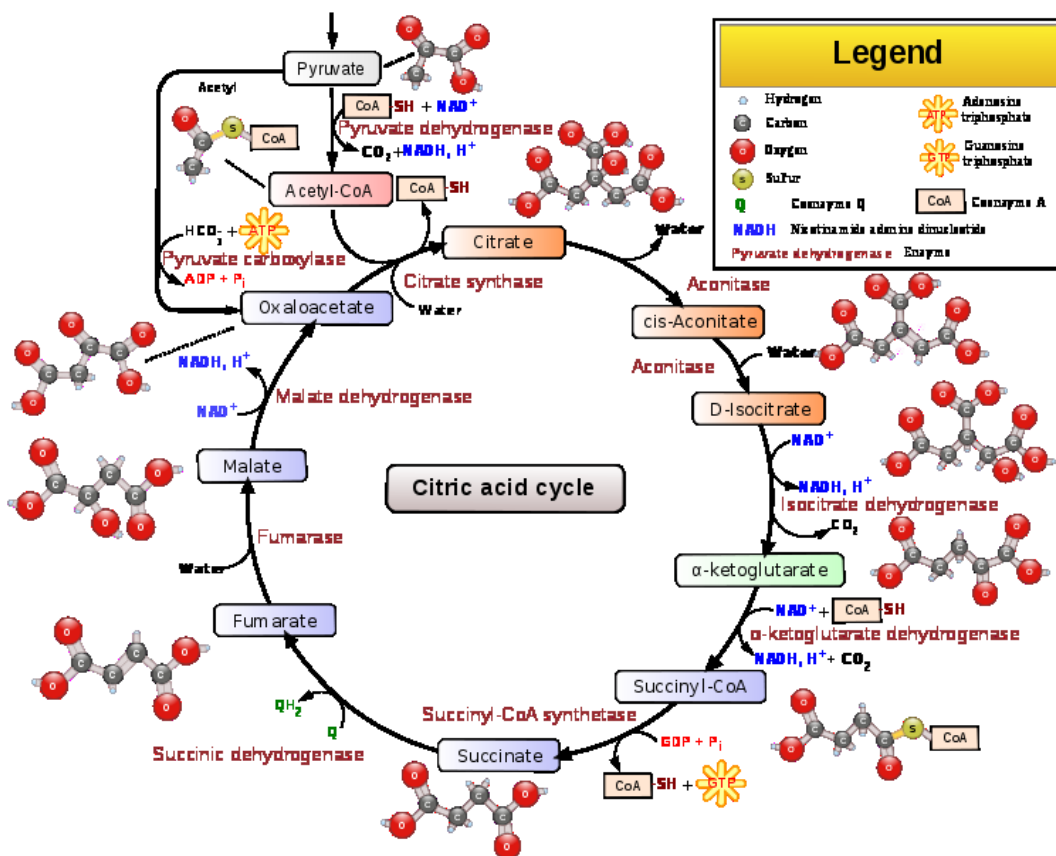 Legend
Hydrogen
Carbon
Oxygen
Sulfur
Q Coenzyme Q
NADH Nicotinamide adenine dinucleotide
Pyruvate dehydrogenase Enzyme
ATP Adenosine triphosphate
GTP Guanosine triphosphate
CoA Coenzyme A
Pyruvate
Acetyl
S CoA
CoA-SH + NAD+
Pyruvate dehydrogenase
CO2 + NADH, H+
Acetyl-CoA
CoA-SH
HCO3- + ATP
Pyruvate carboxylase
ADP + Pi
Oxaloacetate
Citrate synthase
Water
Citrate
Water
Aconitase
cis-Aconitate
Aconitase
Water
D-Isocitrate
NAD+
NADH, H+
Isocitrate dehydrogenase
CO2
α-ketoglutarate
NAD+ + CoA-SH
α-ketoglutarate dehydrogenase
NADH, H+ + CO2
Succinyl-CoA
S CoA
Succinyl-CoA synthetase
GDP + Pi
CoA-SH + GTP
Succinate
Succinic dehydrogenase
Q
QH2
Fumarate
Water
Fumarase
Malate
Malate dehydrogenase
NAD+
NADH, H+
Citric acid cycle